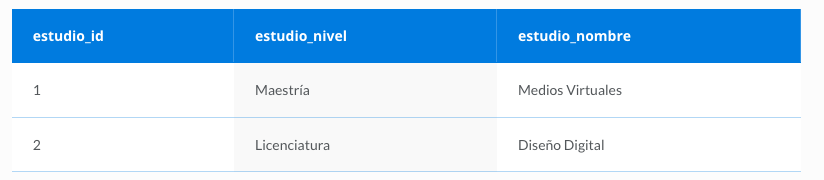 estudio_id estudio_nivel estudio_nombre
1 Maestría Medios Virtuales
2 Licenciatura Diseño Digital